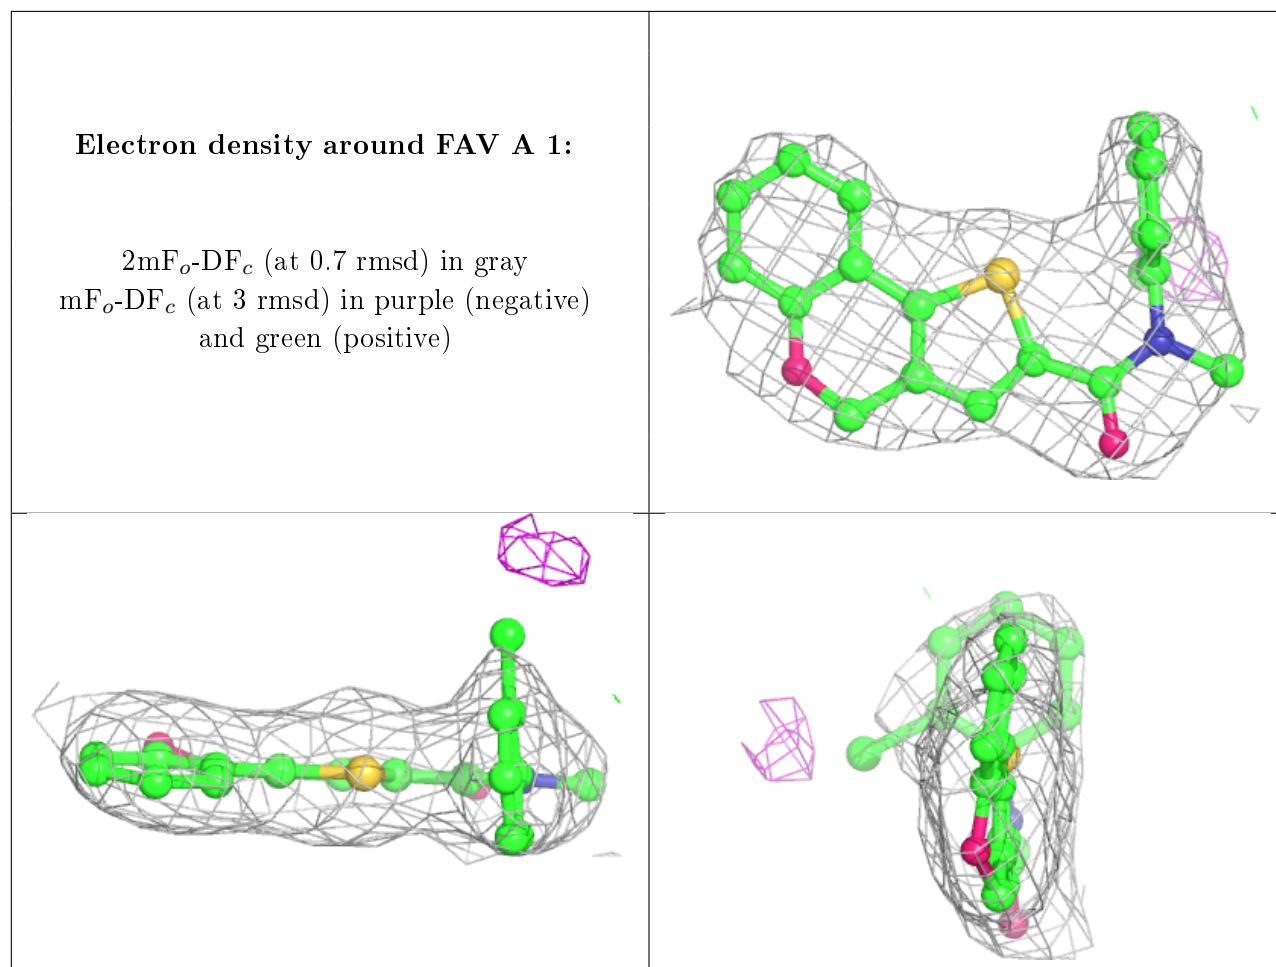 Electron density around FAV A 1:
2mFₒ-DF𝒸 (at 0.7 rmsd) in gray
mFₒ-DF𝒸 (at 3 rmsd) in purple (negative)
and green (positive)